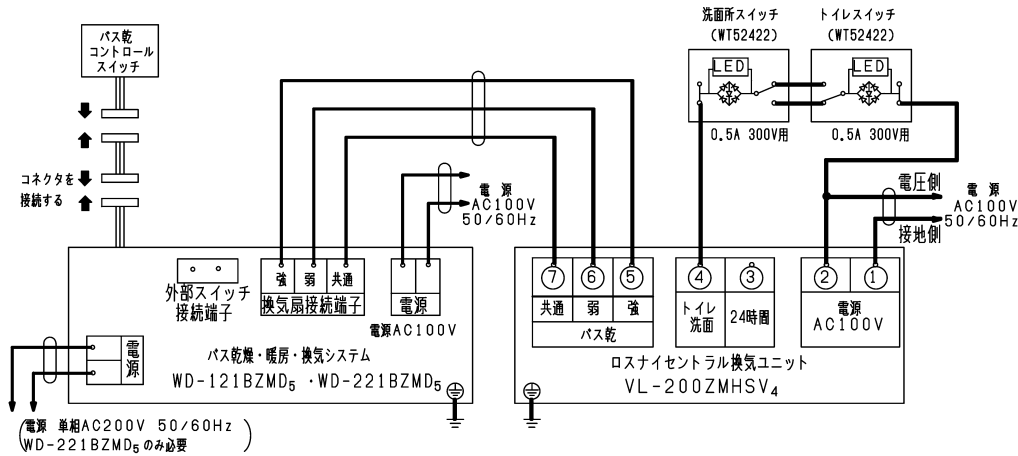 バス乾
コントロール
スイッチ
コネクタを
接続する
洗面所スイッチ
(WT52422)
トイレスイッチ
(WT52422)
LED
LED
0.5A 300V用
0.5A 300V用
電源
AC100V
50/60Hz
電圧側
電源
AC100V
50/60Hz
接地側
外部スイッチ
接続端子
強 弱 共通
換気扇接続端子
電源
電源AC100V
電源
バス乾燥・暖房・換気システム
WD-121BZMD5 ・WD-221BZMD5
(電源 単相AC200V 50/60Hz
WD-221BZMD5のみ必要)
⑦ ⑥ ⑤
共通 弱 強
バス乾
④ ③
トイレ
洗面
24時間
② ①
電源
AC100V
ロスナイセントラル換気ユニット
VL-200ZMHSV4